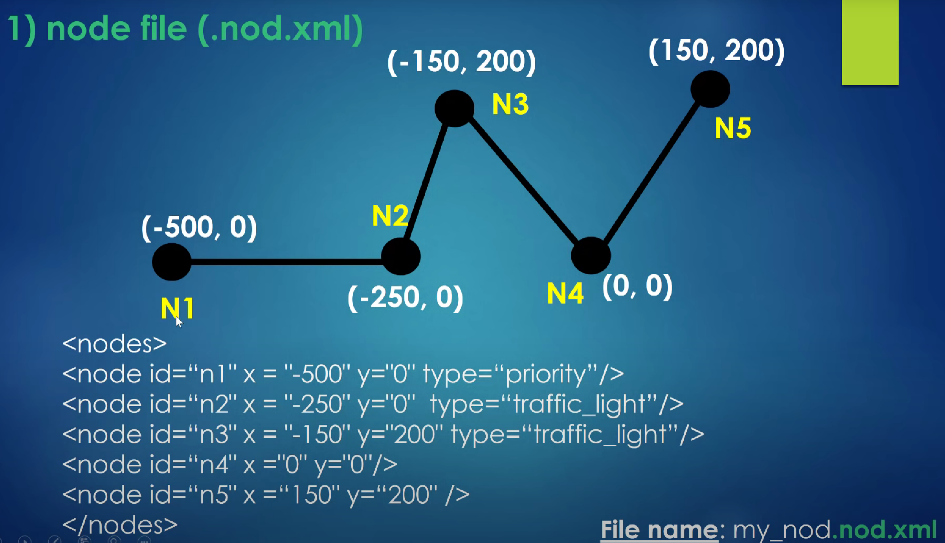 1) node file (.nod.xml)
(-150, 200)
(150, 200)
N3
N5
N2
(-500, 0)
(-250, 0)
N4 (0, 0)
N1
<nodes>
<node id=“n1" x = "-500" y="0" type=“priority”/>
<node id=“n2" x = "-250" y="0"  type=“traffic_light”/>
<node id=“n3" x = "-150" y="200" type=“traffic_light”/>
<node id=“n4" x ="0" y="0"/>
<node id=“n5" x =“150" y=“200" />
</nodes>
File name: my_nod.nod.xml